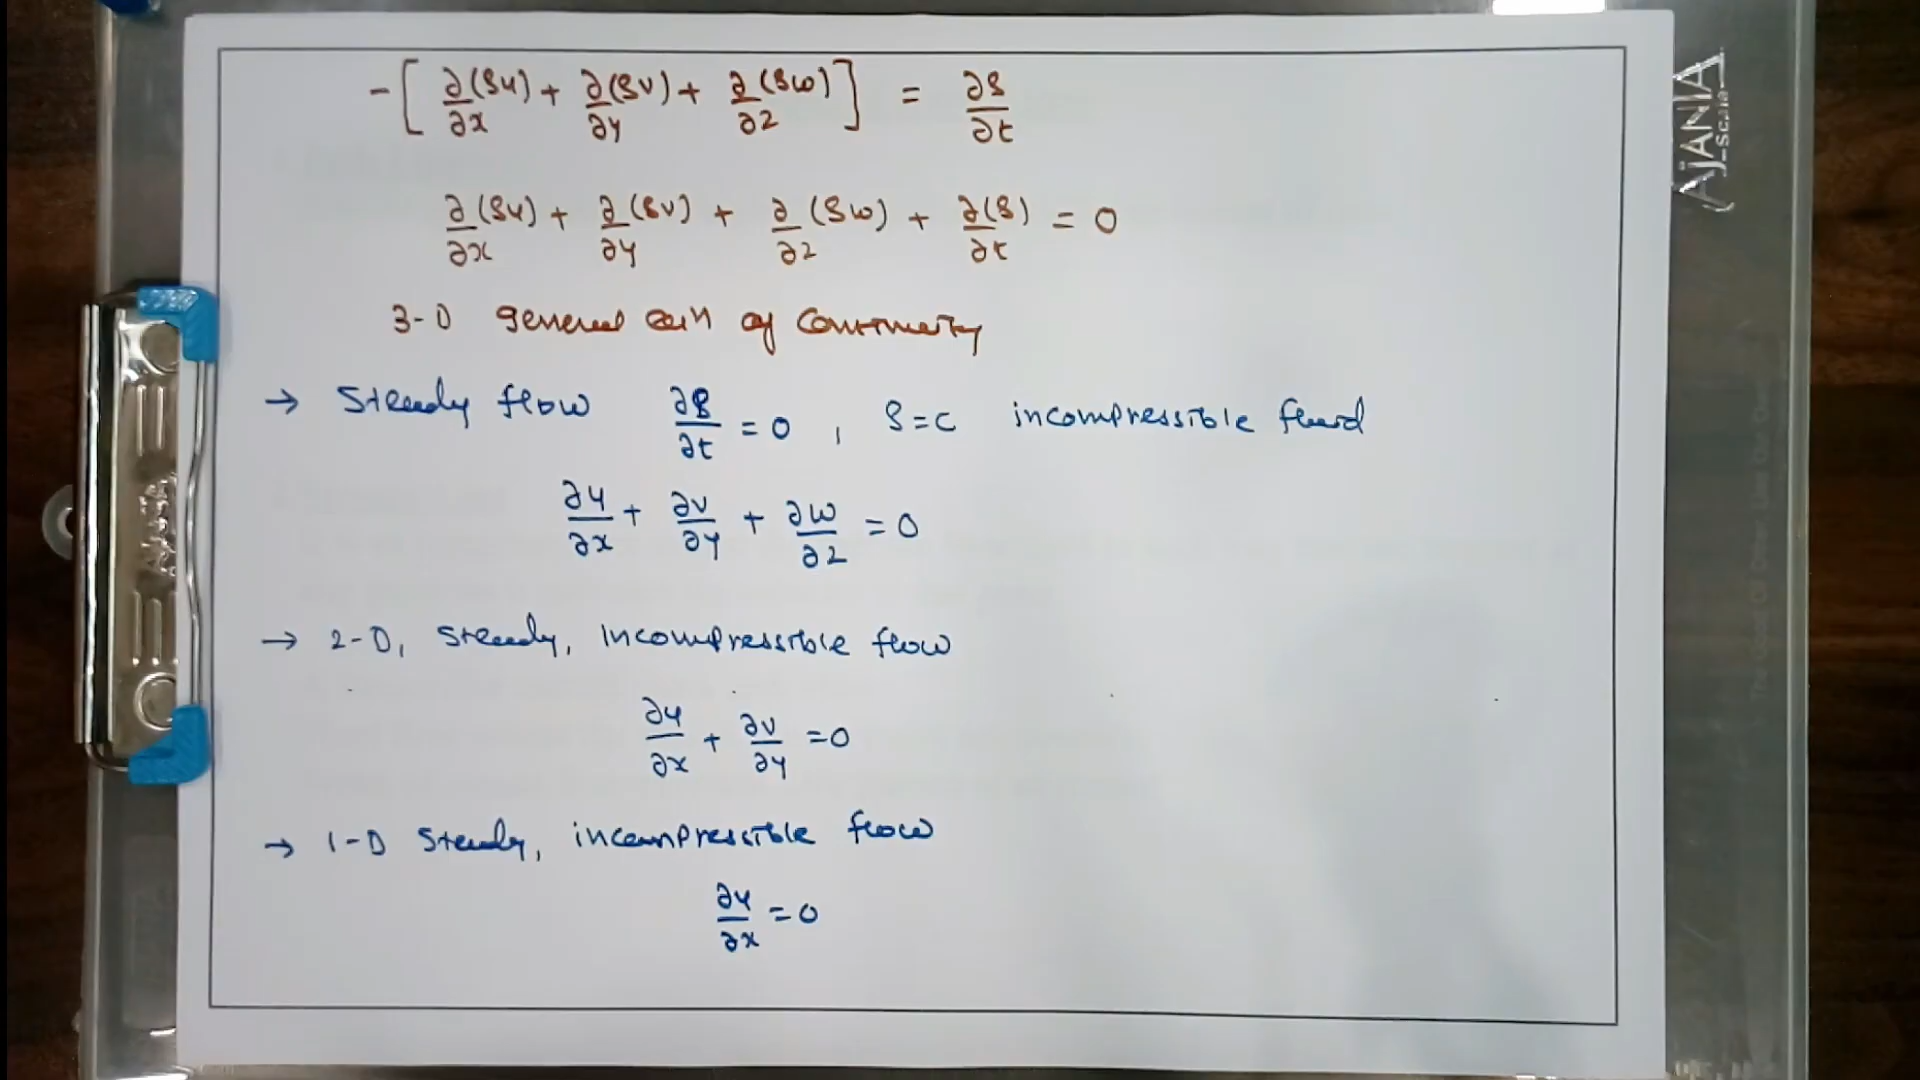 -[∂(ρu)/∂x + ∂(ρv)/∂y + ∂(ρw)/∂z] = ∂ρ/∂t
∂(ρu)/∂x + ∂(ρv)/∂y + ∂(ρw)/∂z + ∂(ρ)/∂t = 0
3-D general eqn of continuity
→ Steady flow ∂ρ/∂t = 0, ρ=c incompressible fluid
∂u/∂x + ∂v/∂y + ∂w/∂z = 0
→ 2-D, steady, incompressible flow
∂u/∂x + ∂v/∂y = 0
→ 1-D steady, incompressible flow
∂u/∂x = 0
AJANTA